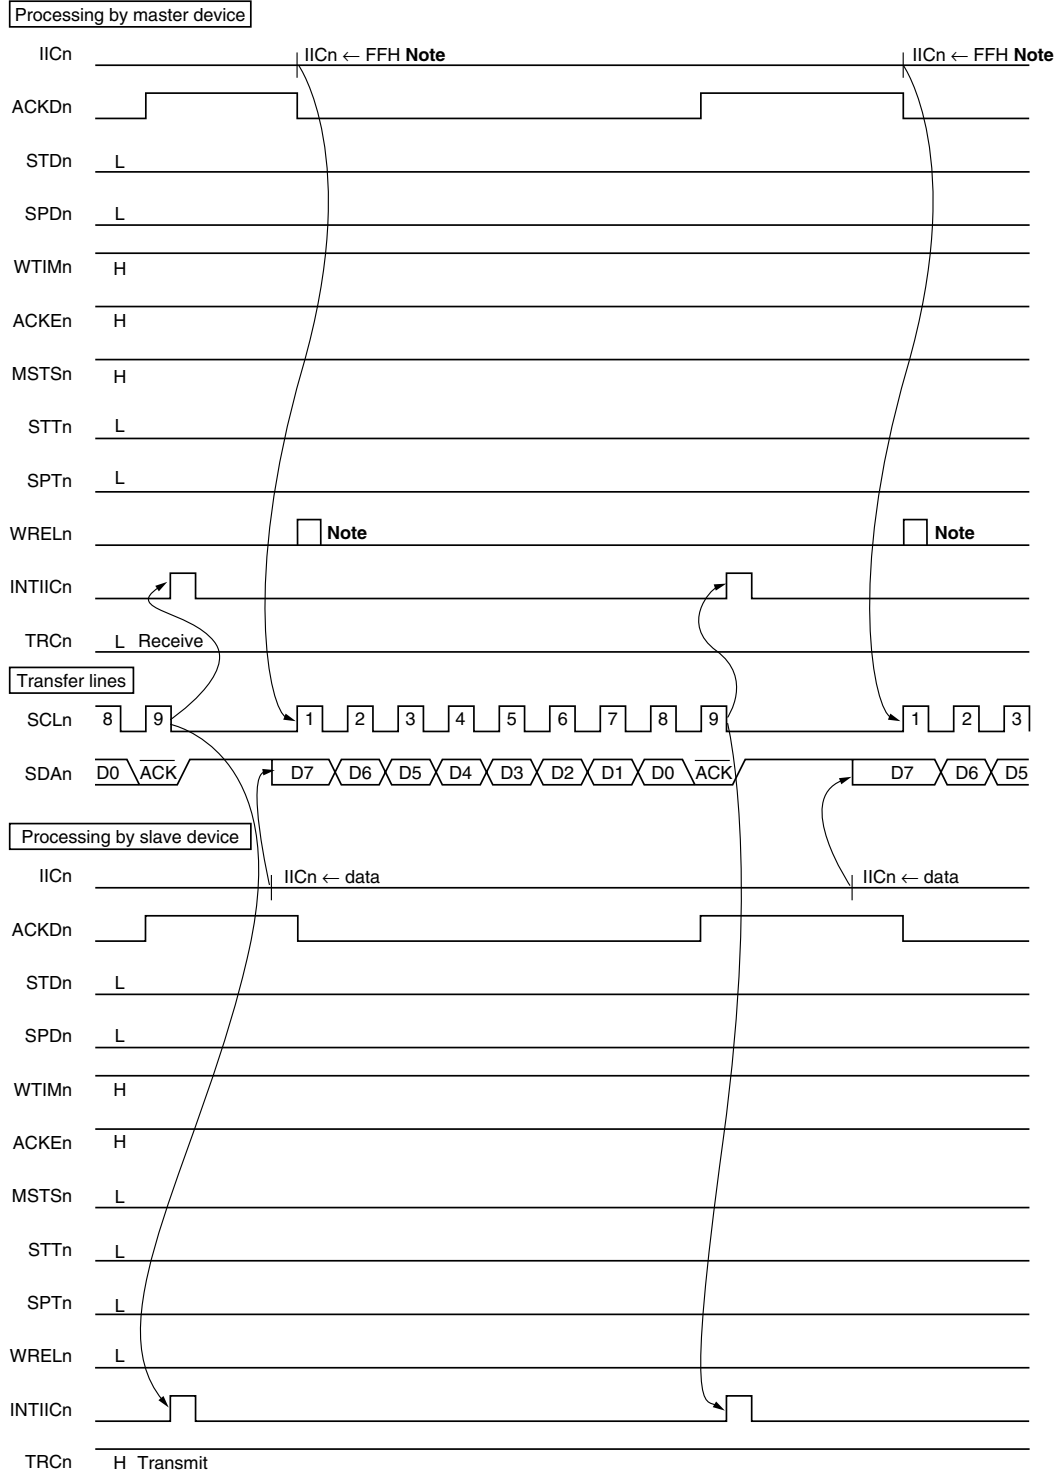 Processing by master device
IICn IICn ← FFH Note IICn ← FFH Note
ACKDn
STDn L
SPDn L
WTIMn H
ACKEn H
MSTSn H
STTn L
SPTn L
WRELn Note Note
INTIICn
TRCn L Receive
Transfer lines
SCLn 8 9 1 2 3 4 5 6 7 8 9 1 2 3
SDAn D0 ACK D7 D6 D5 D4 D3 D2 D1 D0 ACK D7 D6 D5
Processing by slave device
IICn IICn ← data IICn ← data
ACKDn
STDn L
SPDn L
WTIMn H
ACKEn H
MSTSn L
STTn L
SPTn L
WRELn L
INTIICn
TRCn H Transmit